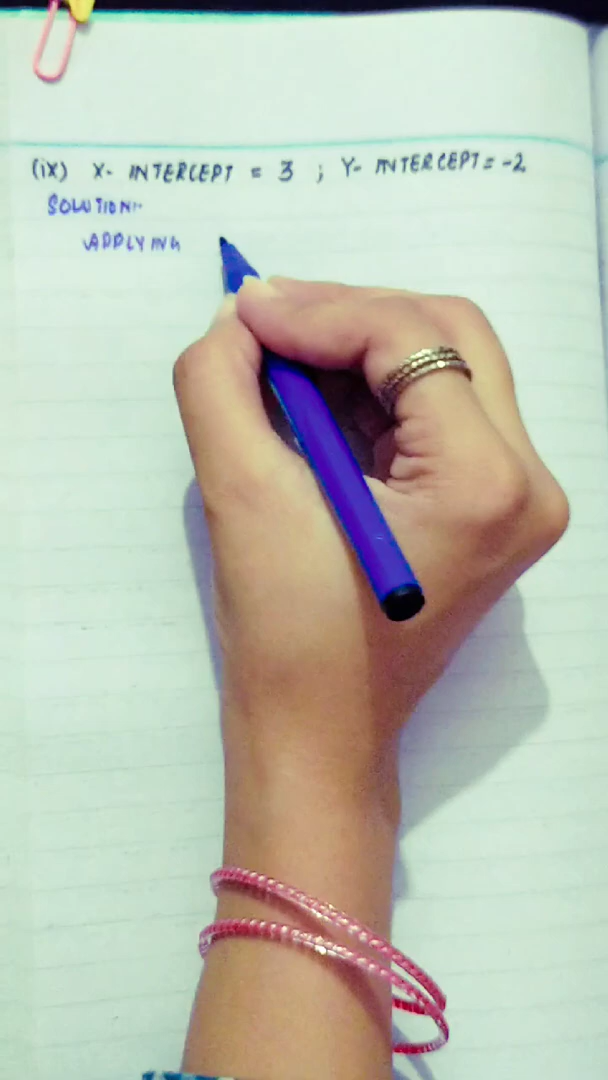 (ix) X- INTERCEPT = 3 ; Y- INTERCEPT = -2
SOLUTION:-
APPLYING